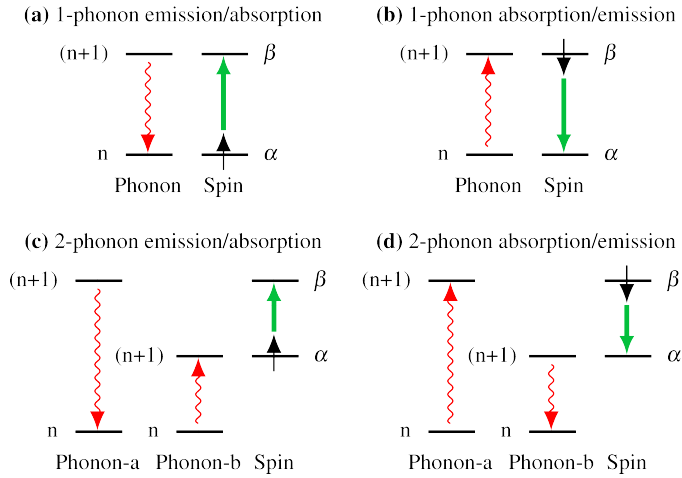 (a) 1-phonon emission/absorption
(b) 1-phonon absorption/emission
(n+1) β
(n+1) β
n α
n α
Phonon Spin
Phonon Spin
(c) 2-phonon emission/absorption
(d) 2-phonon absorption/emission
(n+1) β
(n+1) β
(n+1) α
(n+1) α
n n
n n
Phonon-a Phonon-b Spin
Phonon-a Phonon-b Spin